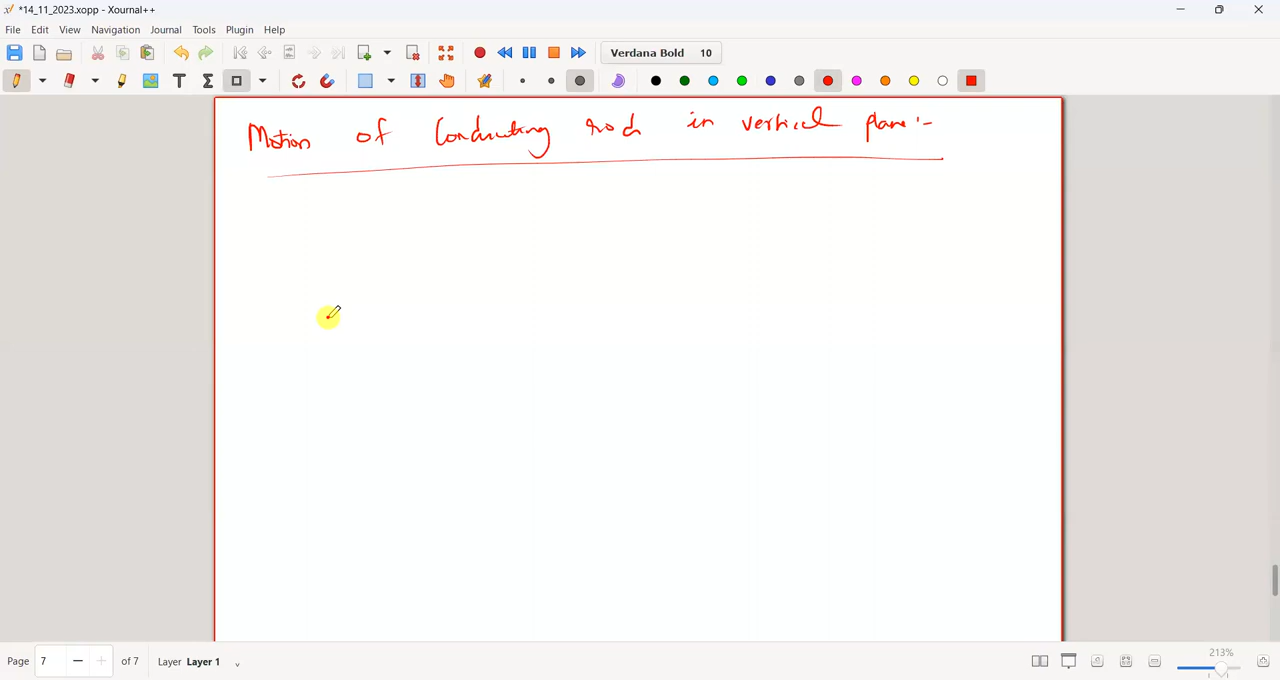 *14_11_2023.xopp - Xournal++
File Edit View Navigation Journal Tools Plugin Help
Verdana Bold 10
Motion of Conducting rod in vertical plane :-
Page 7 of 7 Layer Layer 1 213%